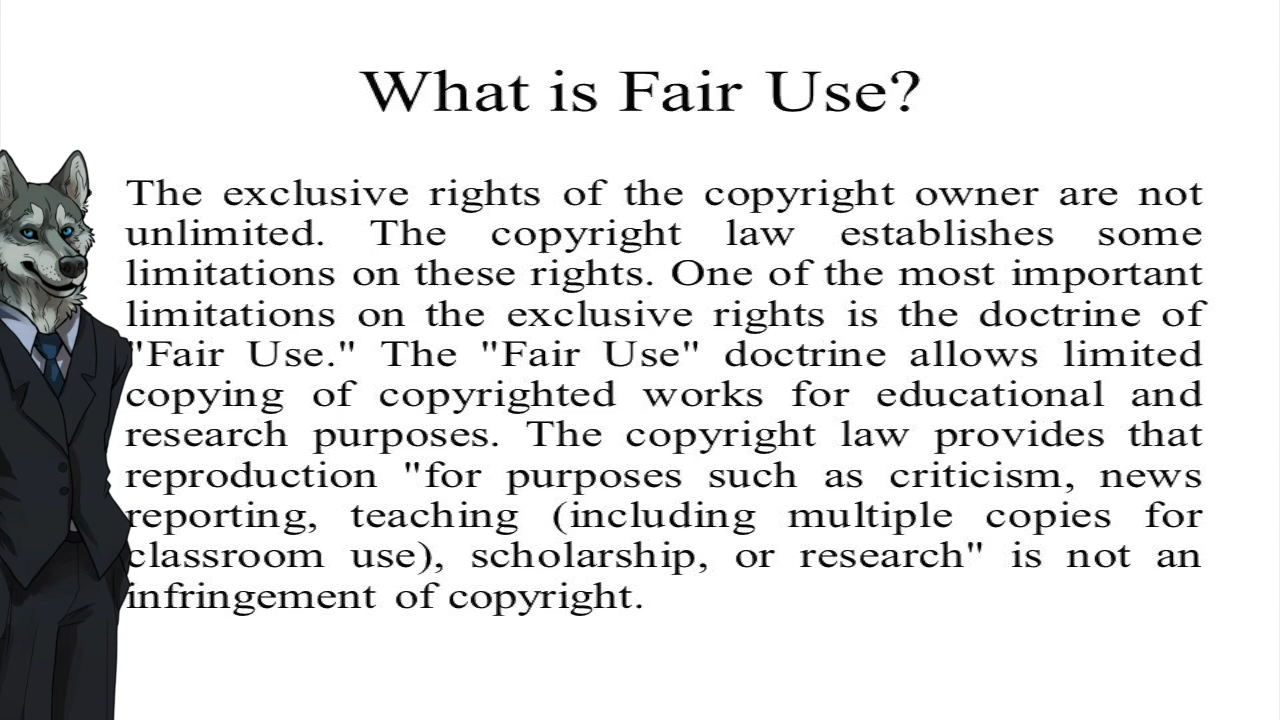 What is Fair Use?
The exclusive rights of the copyright owner are not
unlimited. The copyright law establishes some
limitations on these rights. One of the most important
limitations on the exclusive rights is the doctrine of
"Fair Use." The "Fair Use" doctrine allows limited
copying of copyrighted works for educational and
research purposes. The copyright law provides that
reproduction "for purposes such as criticism, news
reporting, teaching (including multiple copies for
classroom use), scholarship, or research" is not an
infringement of copyright.